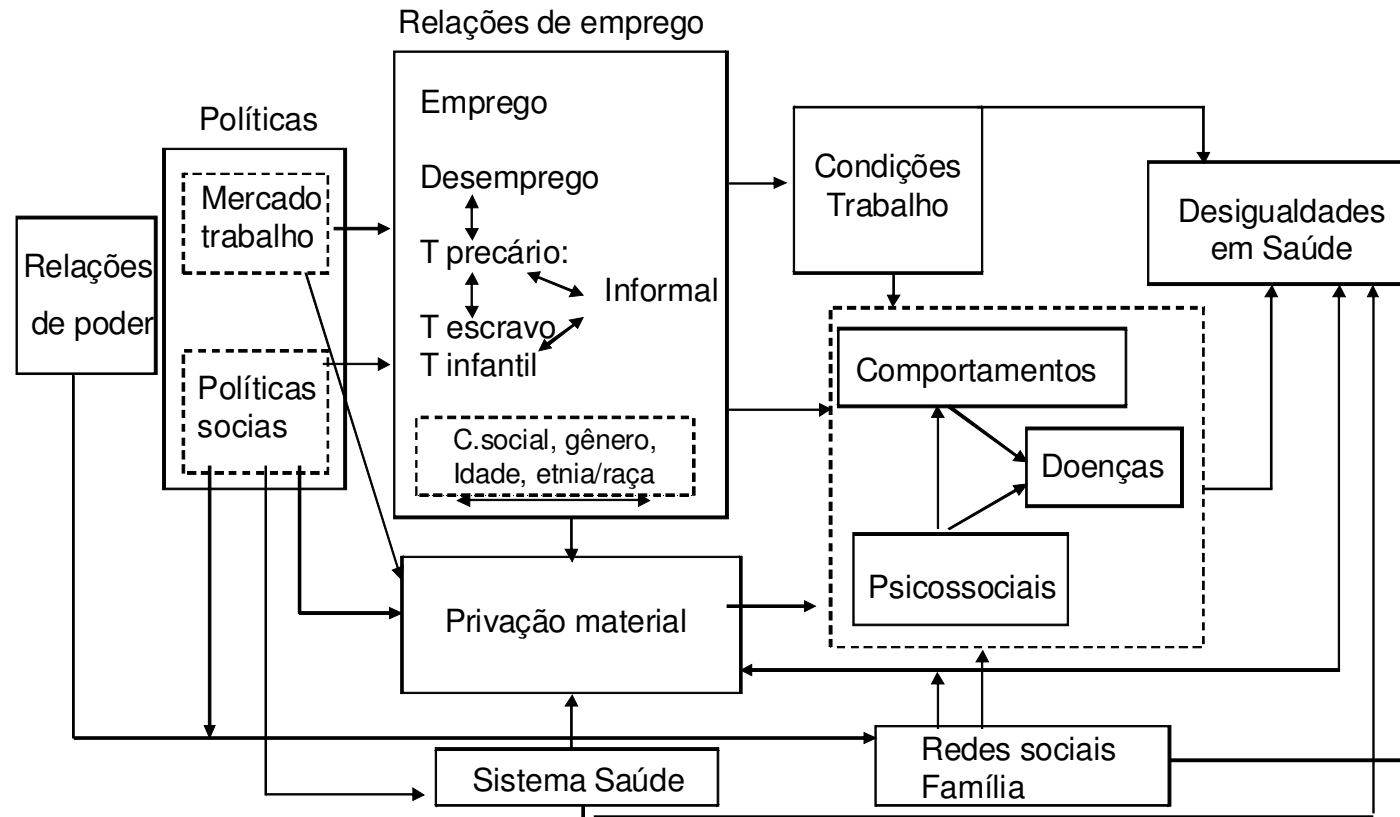 Relações de emprego
Políticas
Relações
de poder
Mercado
trabalho
Políticas
socias
Emprego
Desemprego
T precário:
Informal
T escravo
T infantil
C.social, gênero,
Idade, etnia/raça
Condições
Trabalho
Desigualdades
em Saúde
Comportamentos
Doenças
Psicossociais
Privação material
Sistema Saúde
Redes sociais
Família